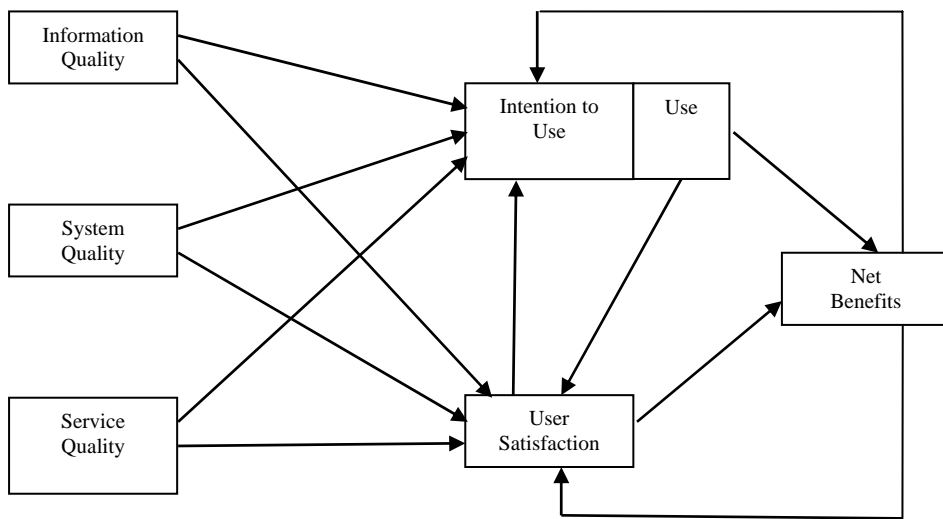 Information
Quality
Intention to
Use
Use
System
Quality
Net
Benefits
Service
Quality
User
Satisfaction